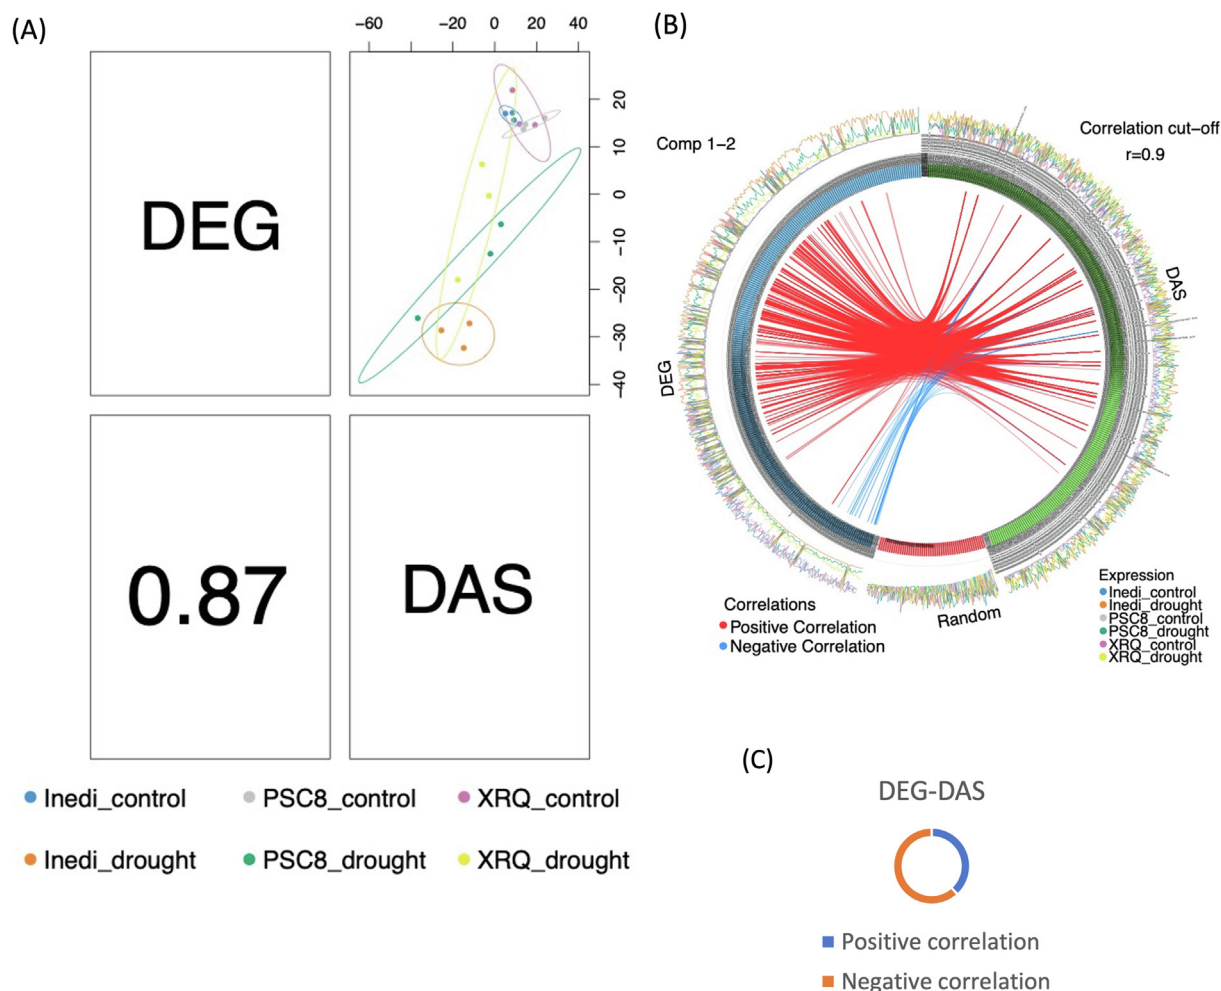 (A)
−60 −20 0 20 40
DEG
20
10
0
−10
−20
−30
−40
0.87
DAS
Inedi_control PSC8_control XRQ_control
Inedi_drought PSC8_drought XRQ_drought
(B)
Comp 1−2
Correlation cut−off
r=0.9
DEG
DAS
Random
Correlations
Positive Correlation
Negative Correlation
Expression
Inedi_control
Inedi_drought
PSC8_control
PSC8_drought
XRQ_control
XRQ_drought
(C)
DEG-DAS
Positive correlation
Negative correlation